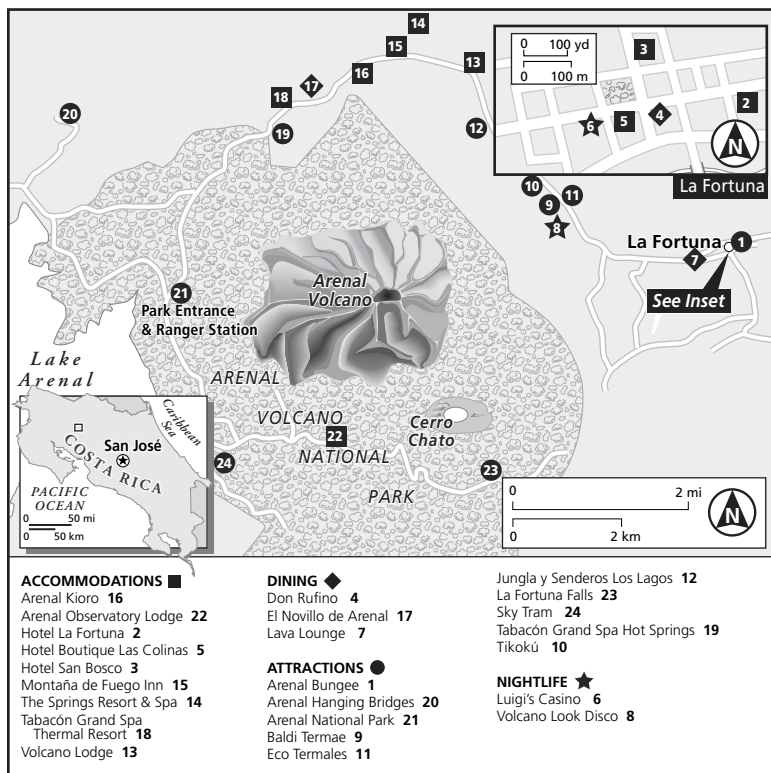 14
15
16
13
17
18
20
19
12
0 100 yd
0 100 m
3
2
4
5
6
N
La Fortuna
10
11
9
8
La Fortuna
1
7
See Inset
Arenal
Volcano
21
Park Entrance
& Ranger Station
Lake
Arenal
ARENAL
VOLCANO
NATIONAL
PARK
Cerro
Chato
22
24
23
Caribbean
Sea
San José
COSTA RICA
PACIFIC
OCEAN
0 50 mi
0 50 km
0 2 mi
0 2 km
N
ACCOMMODATIONS
Arenal Kioro 16
Arenal Observatory Lodge 22
Hotel La Fortuna 2
Hotel Boutique Las Colinas 5
Hotel San Bosco 3
Montaña de Fuego Inn 15
The Springs Resort & Spa 14
Tabacón Grand Spa
Thermal Resort 18
Volcano Lodge 13
DINING
Don Rufino 4
El Novillo de Arenal 17
Lava Lounge 7
ATTRACTIONS
Arenal Bungee 1
Arenal Hanging Bridges 20
Arenal National Park 21
Baldi Termae 9
Eco Termales 11
Jungla y Senderos Los Lagos 12
La Fortuna Falls 23
Sky Tram 24
Tabacón Grand Spa Hot Springs 19
Tikokú 10
NIGHTLIFE
Luigi's Casino 6
Volcano Look Disco 8